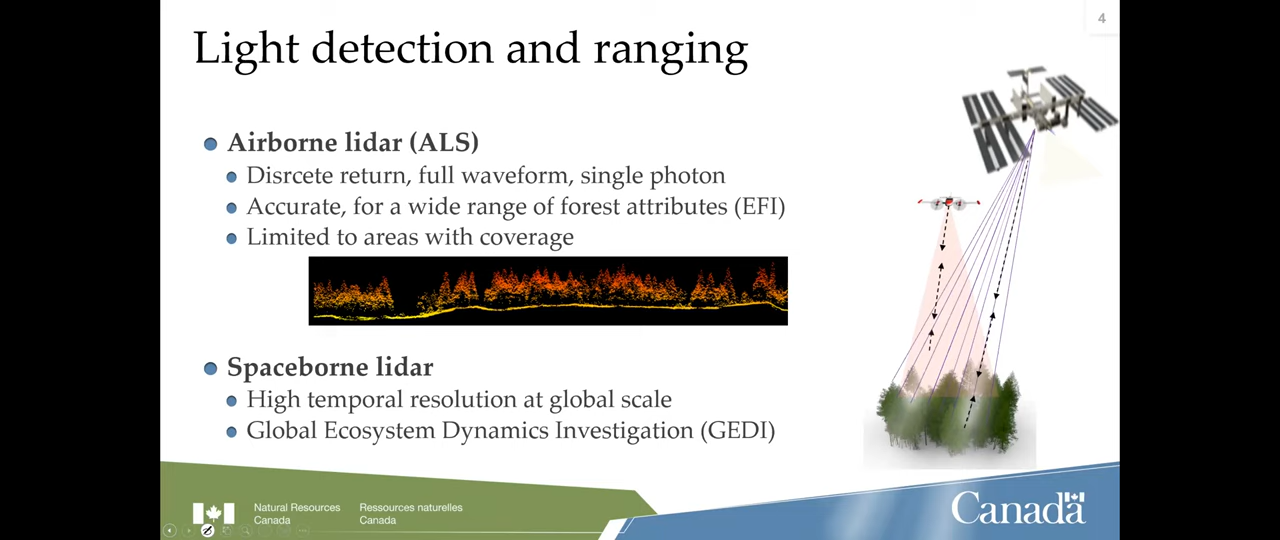 4
Light detection and ranging
Airborne lidar (ALS)
Disrcete return, full waveform, single photon
Accurate, for a wide range of forest attributes (EFI)
Limited to areas with coverage
Spaceborne lidar
High temporal resolution at global scale
Global Ecosystem Dynamics Investigation (GEDI)
Natural Resources
Canada
Ressources naturelles
Canada
Canada